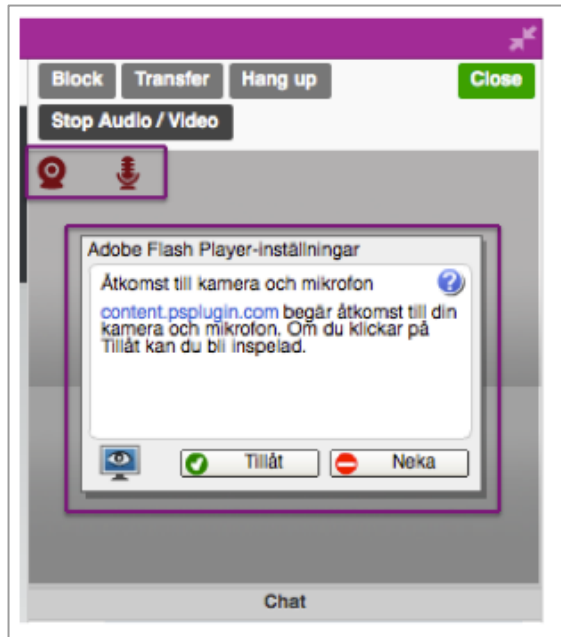 Block Transfer Hang up Close
Stop Audio / Video
Adobe Flash Player-inställningar
Åtkomst till kamera och mikrofon
content.psplugin.com begär åtkomst till din
kamera och mikrofon. Om du klickar på
Tillåt kan du bli inspelad.
Tillåt Neka
Chat